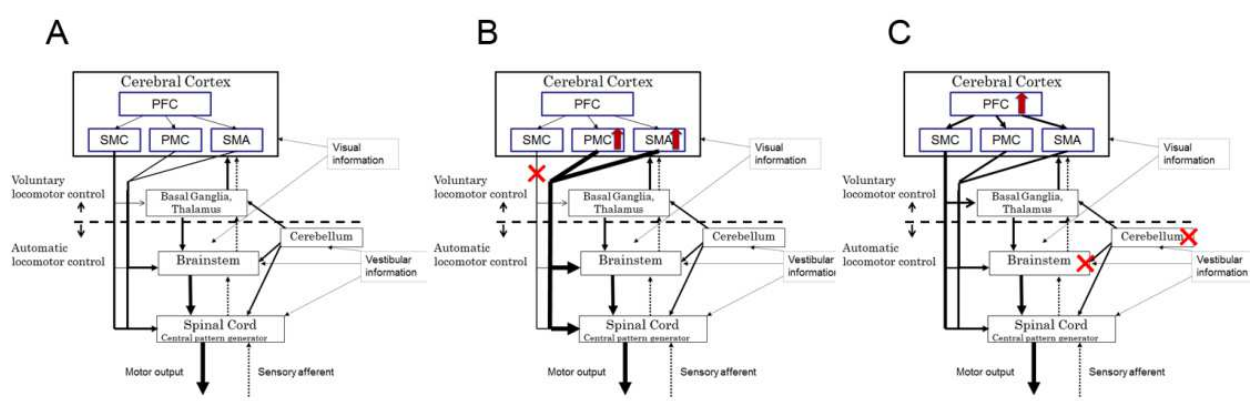 A
Cerebral Cortex
PFC
SMC PMC SMA
Visual
information
Voluntary
locomotor control
Basal Ganglia,
Thalamus
Cerebellum
Automatic
locomotor control
Brainstem
Vestibular
information
Spinal Cord
Central pattern generator
Motor output
Sensory afferent
B
Cerebral Cortex
PFC
SMC PMC SMA
Visual
information
Voluntary
locomotor control
Basal Ganglia,
Thalamus
Cerebellum
Automatic
locomotor control
Brainstem
Vestibular
information
Spinal Cord
Central pattern generator
Motor output
Sensory afferent
C
Cerebral Cortex
PFC
SMC PMC SMA
Visual
information
Voluntary
locomotor control
Basal Ganglia,
Thalamus
Cerebellum
Automatic
locomotor control
Brainstem
Vestibular
information
Spinal Cord
Central pattern generator
Motor output
Sensory afferent